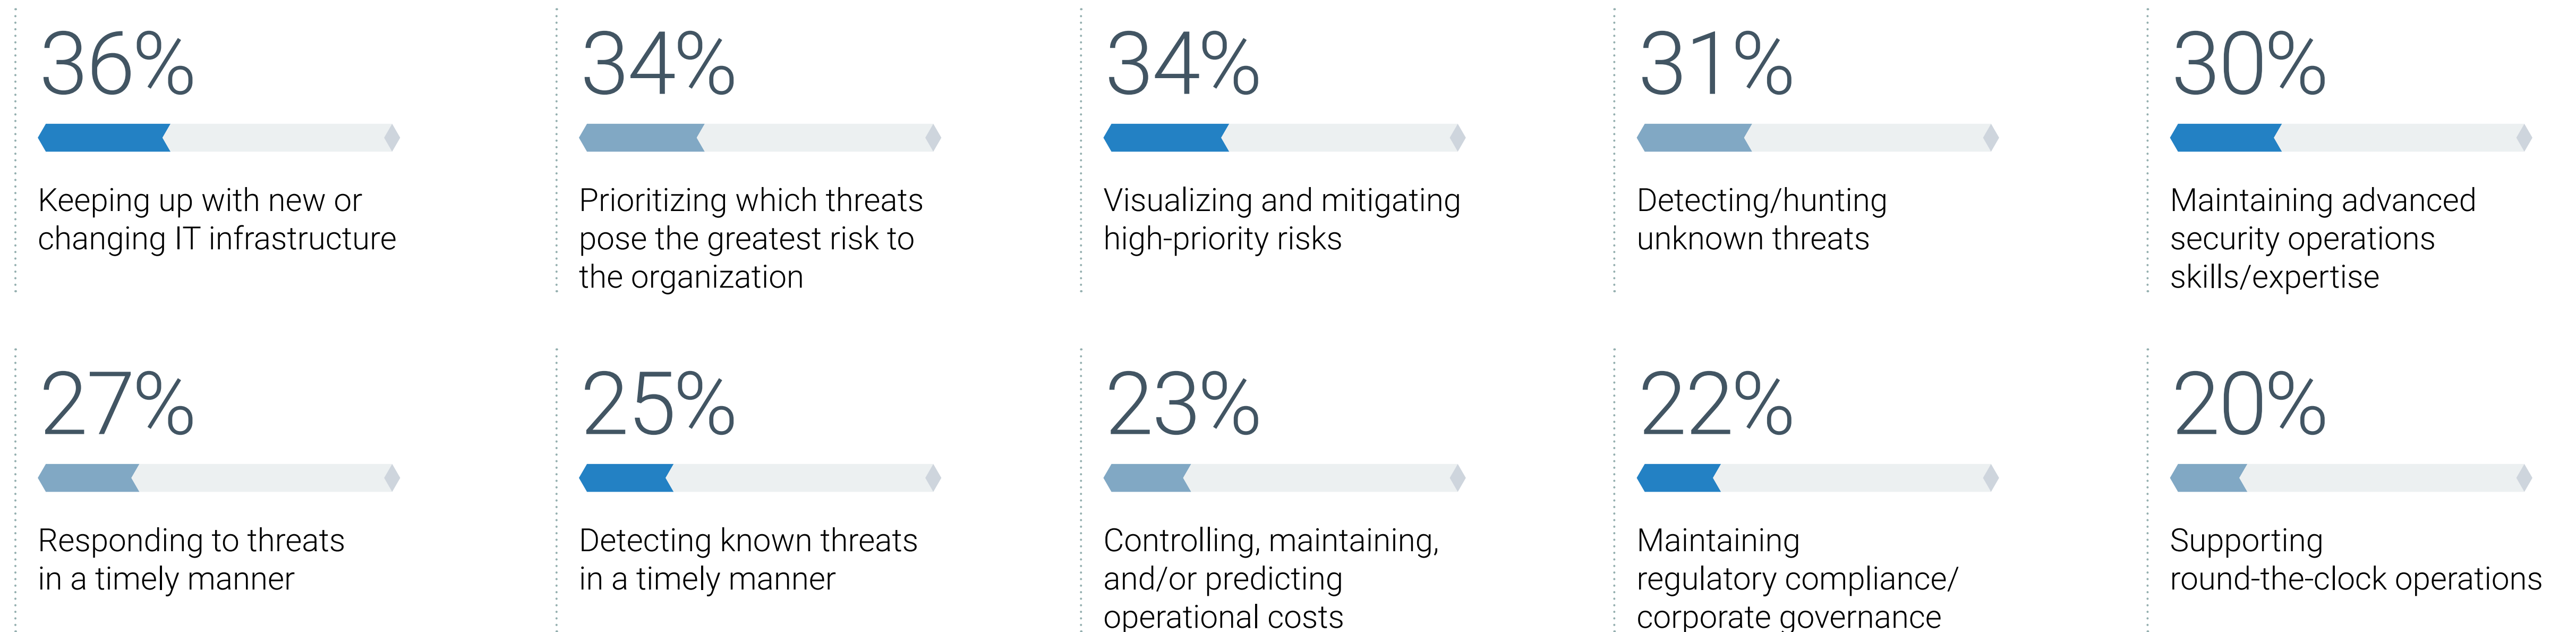 36%
Keeping up with new or
changing IT infrastructure
34%
Prioritizing which threats
pose the greatest risk to
the organization
34%
Visualizing and mitigating
high-priority risks
31%
Detecting/hunting
unknown threats
30%
Maintaining advanced
security operations
skills/expertise
27%
Responding to threats
in a timely manner
25%
Detecting known threats
in a timely manner
23%
Controlling, maintaining,
and/or predicting
operational costs
22%
Maintaining
regulatory compliance/
corporate governance
20%
Supporting
round-the-clock operations